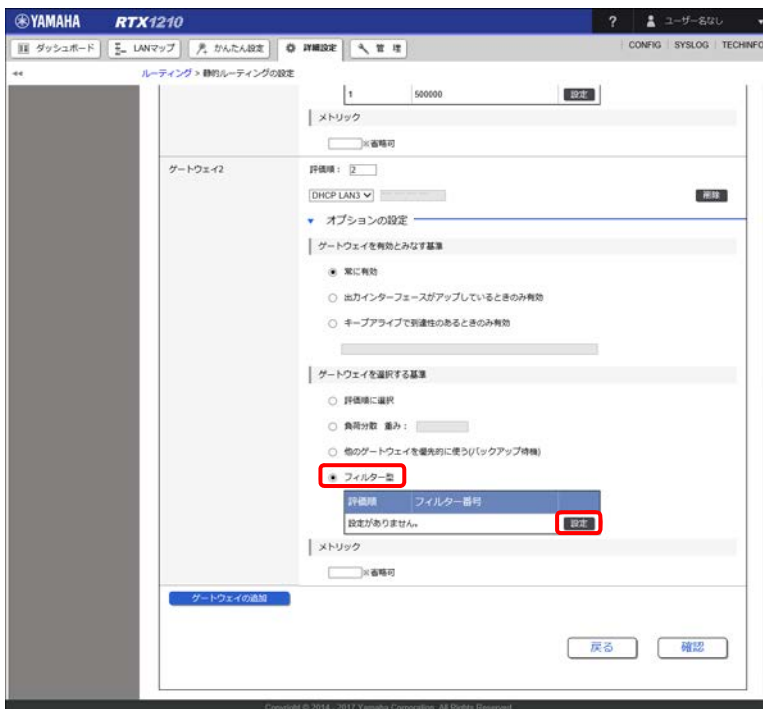 YAMAHA RTX1210 ? ユーザー名なし
ダッシュボード LANマップ かんたん設定 詳細設定 管理 CONFIG SYSLOG TECHINFO
<< ルーティング > 静的ルーティングの設定
1 500000 設定
メトリック
※省略可
ゲートウェイ2 評価順： 2
DHCP LAN3 削除
オプションの設定
ゲートウェイを有効とみなす基準
常に有効
出力インターフェースがアップしているときのみ有効
キープアライブで到達性のあるときのみ有効
ゲートウェイを選択する基準
評価順に選択
負荷分散 重み：
他のゲートウェイを優先的に使う(バックアップ待機)
フィルター型
評価順 フィルター番号
設定がありません。 設定
メトリック
※省略可
ゲートウェイの追加
戻る 確認
Copyright © 2014 - 2017 Yamaha Corporation. All Rights Reserved.